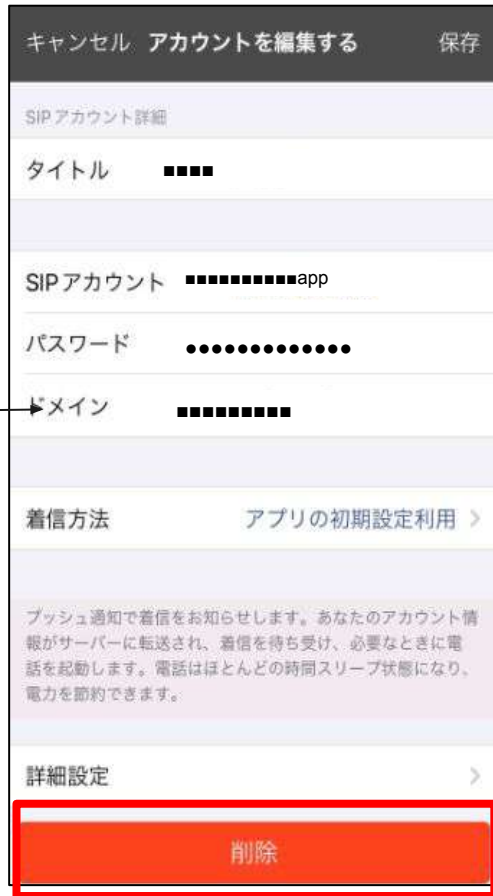 キャンセル アカウントを編集する 保存
SIPアカウント詳細
タイトル ■■■■
SIPアカウント ■■■■■■■■■■app
パスワード ●●●●●●●●●●●●●
ドメイン ■■■■■■■■■
着信方法 アプリの初期設定利用 >
プッシュ通知で着信をお知らせします。あなたのアカウント情
報がサーバーに転送され、着信を待ち受け、必要なときに電
話を起動します。電話はほとんどの時間スリープ状態になり、
電力を節約できます。
詳細設定 >
削除